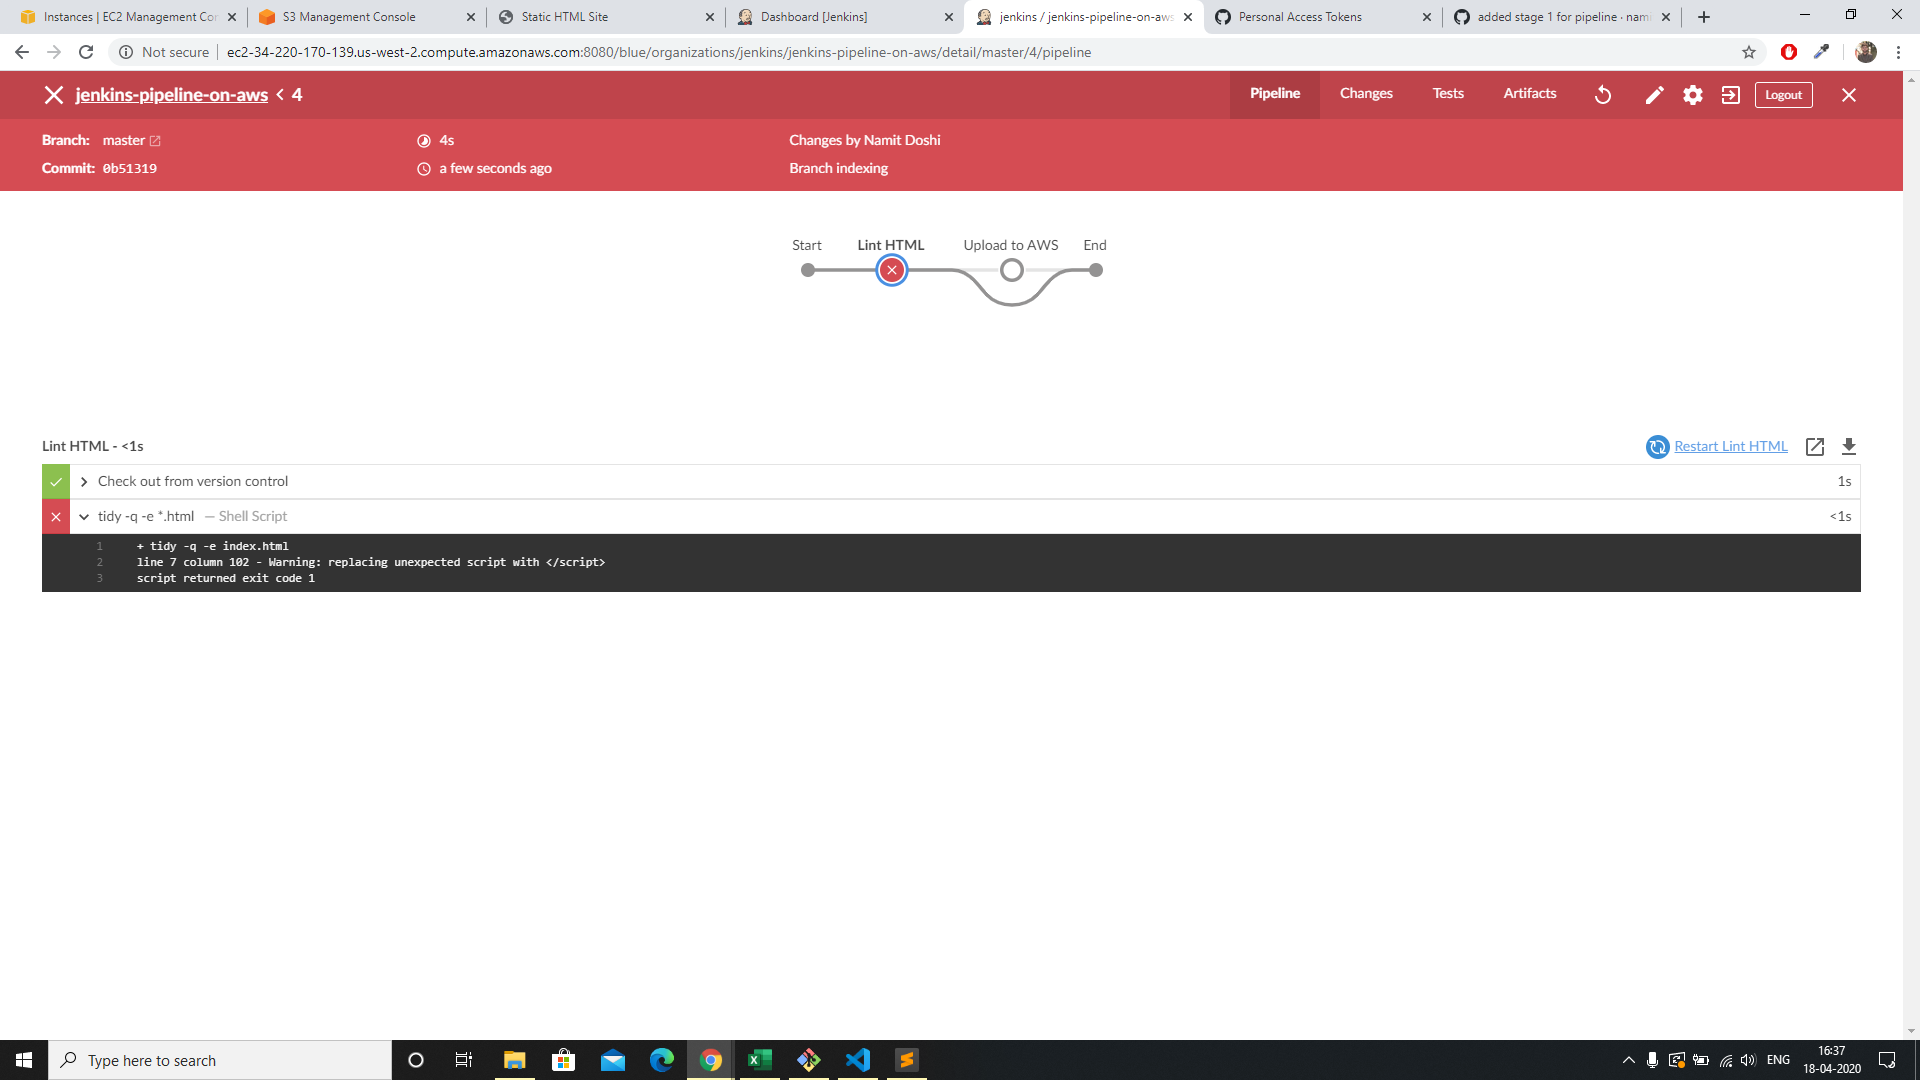 Instances | EC2 Management Con
S3 Management Console
Static HTML Site
Dashboard [Jenkins]
jenkins / jenkins-pipeline-on-aws
Personal Access Tokens
added stage 1 for pipeline · nami
Not secure
ec2-34-220-170-139.us-west-2.compute.amazonaws.com:8080/blue/organizations/jenkins/jenkins-pipeline-on-aws/detail/master/4/pipeline
jenkins-pipeline-on-aws < 4
Pipeline
Changes
Tests
Artifacts
Logout
Branch: master
4s
Changes by Namit Doshi
Commit: 0b51319
a few seconds ago
Branch indexing
Start
Lint HTML
Upload to AWS
End
Lint HTML - <1s
Restart Lint HTML
Check out from version control
1s
tidy -q -e *.html — Shell Script
<1s
1 + tidy -q -e index.html
2 line 7 column 102 - Warning: replacing unexpected script with </script>
3 script returned exit code 1
Type here to search
ENG
16:37
18-04-2020